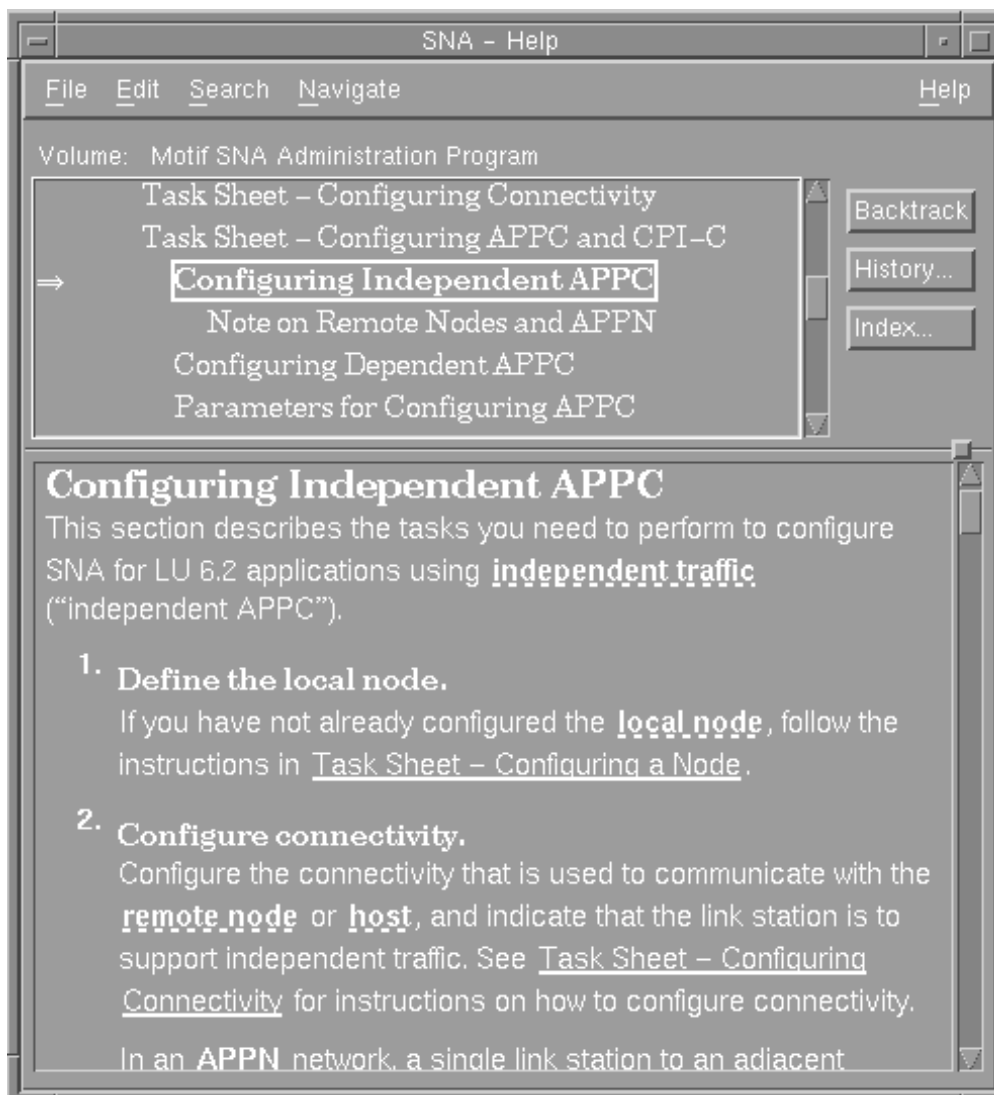 SNA – Help
File Edit Search Navigate Help
Volume: Motif SNA Administration Program
Task Sheet – Configuring Connectivity
Task Sheet – Configuring APPC and CPI–C
⇒ Configuring Independent APPC
Note on Remote Nodes and APPN
Configuring Dependent APPC
Parameters for Configuring APPC
Backtrack
History...
Index...
Configuring Independent APPC
This section describes the tasks you need to perform to configure
SNA for LU 6.2 applications using independent traffic
(“independent APPC”).
1. Define the local node.
If you have not already configured the local node, follow the
instructions in Task Sheet – Configuring a Node.
2. Configure connectivity.
Configure the connectivity that is used to communicate with the
remote node or host, and indicate that the link station is to
support independent traffic. See Task Sheet – Configuring
Connectivity for instructions on how to configure connectivity.
In an APPN network, a single link station to an adjacent